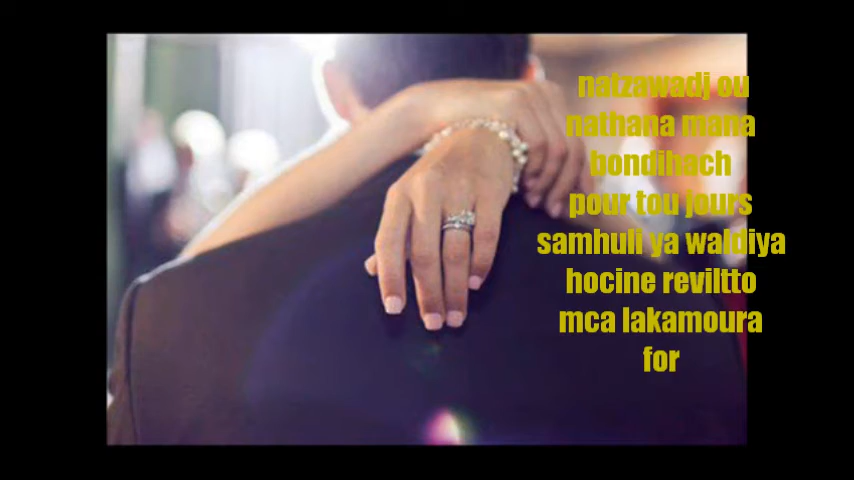 natzawadj ou
nathana mana
bondihach
pour tou jours
samhuli ya waldiya
hocine reviltto
mca lakamoura
for